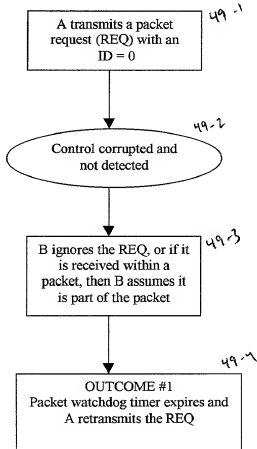 49-1
A transmits a packet
request (REQ) with an
ID = 0
49-2
Control corrupted and
not detected
49-3
B ignores the REQ, or if it
is received within a
packet, then B assumes it
is part of the packet
49-4
OUTCOME #1
Packet watchdog timer expires and
A retransmits the REQ